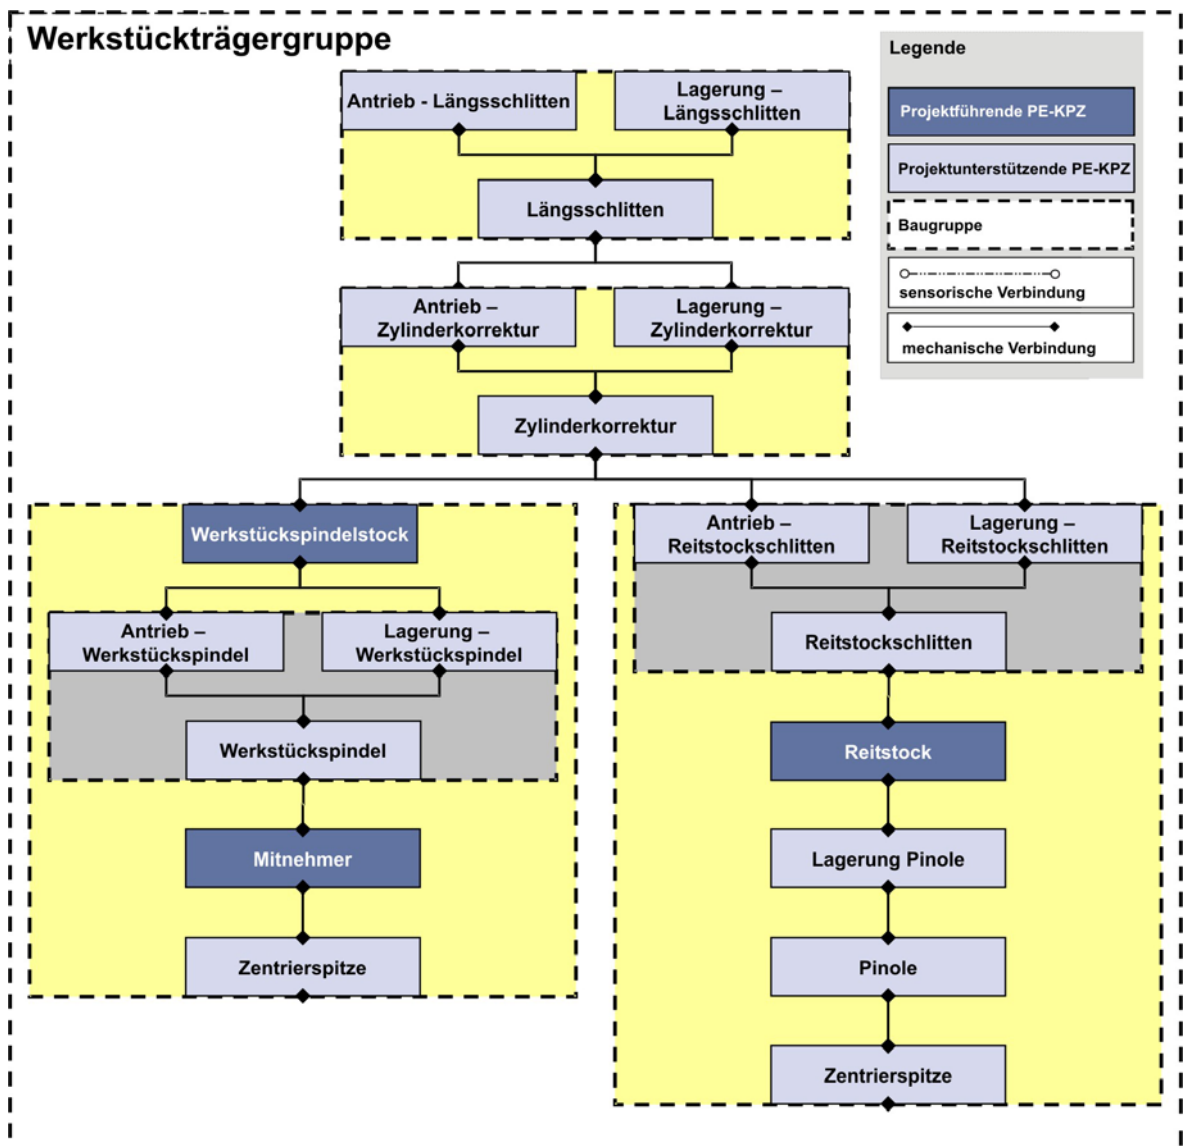 Werkstückträgergruppe
Legende
Projektführende PE-KPZ
Projektunterstützende PE-KPZ
Baugruppe
sensorische Verbindung
mechanische Verbindung
Antrieb - Längsschlitten
Lagerung –
Längsschlitten
Längsschlitten
Antrieb –
Zylinderkorrektur
Lagerung –
Zylinderkorrektur
Zylinderkorrektur
Werkstückspindelstock
Antrieb –
Werkstückspindel
Lagerung –
Werkstückspindel
Werkstückspindel
Mitnehmer
Zentrierspitze
Antrieb –
Reitstockschlitten
Lagerung –
Reitstockschlitten
Reitstockschlitten
Reitstock
Lagerung Pinole
Pinole
Zentrierspitze